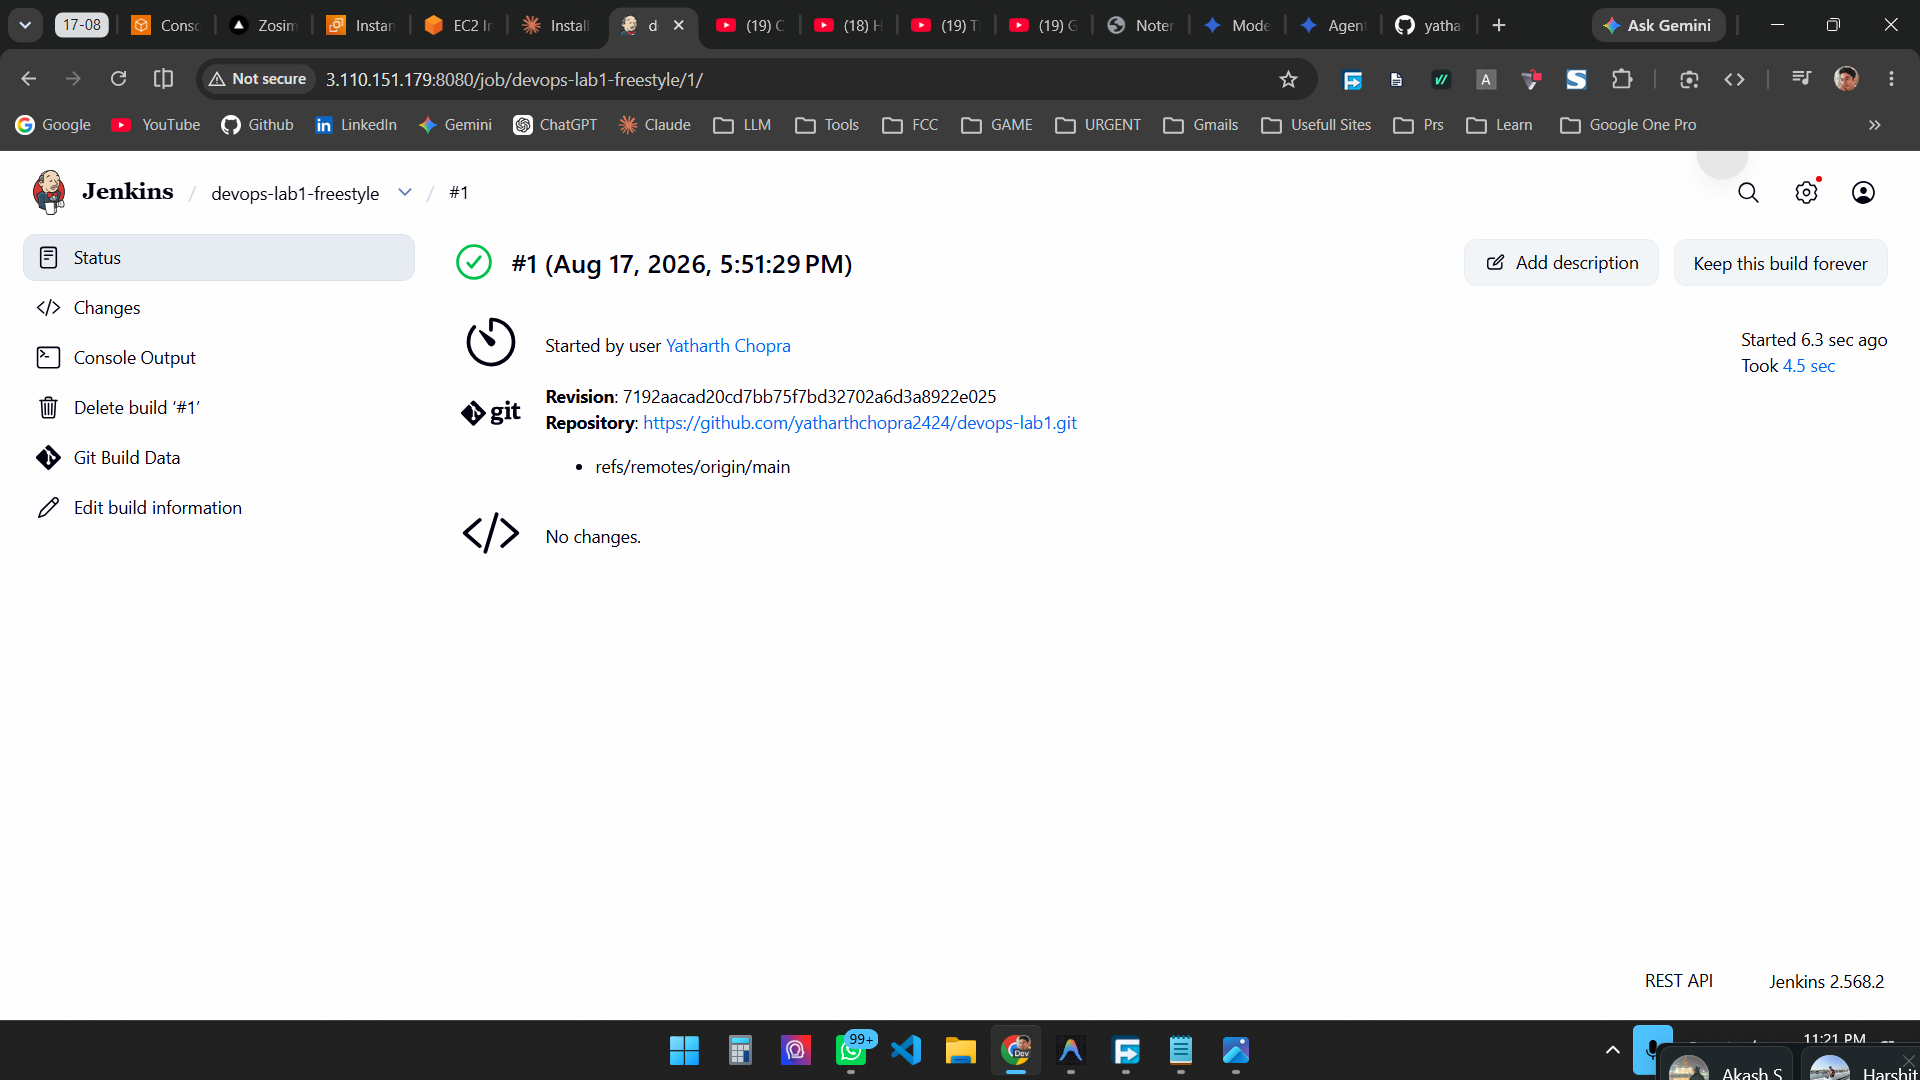 17-08
Consc
Zosim
Instan
EC2 In
Install
d
(19) C
(18) H
(19) T
(19) G
Noter
Mode
Agent
yatha
Ask Gemini
Not secure
3.110.151.179:8080/job/devops-lab1-freestyle/1/
Google
YouTube
Github
LinkedIn
Gemini
ChatGPT
Claude
LLM
Tools
FCC
GAME
URGENT
Gmails
Usefull Sites
Prs
Learn
Google One Pro
Jenkins / devops-lab1-freestyle / #1
Status
Changes
Console Output
Delete build ‘#1’
Git Build Data
Edit build information
#1 (Aug 17, 2026, 5:51:29 PM)
Add description
Keep this build forever
Started by user Yatharth Chopra
Started 6.3 sec ago
Took 4.5 sec
git
Revision: 7192aacad20cd7bb75f7bd32702a6d3a8922e025
Repository: https://github.com/yatharthchopra2424/devops-lab1.git
refs/remotes/origin/main
No changes.
REST API
Jenkins 2.568.2
99+
Dev
11:21 PM
Akash S
Harshit